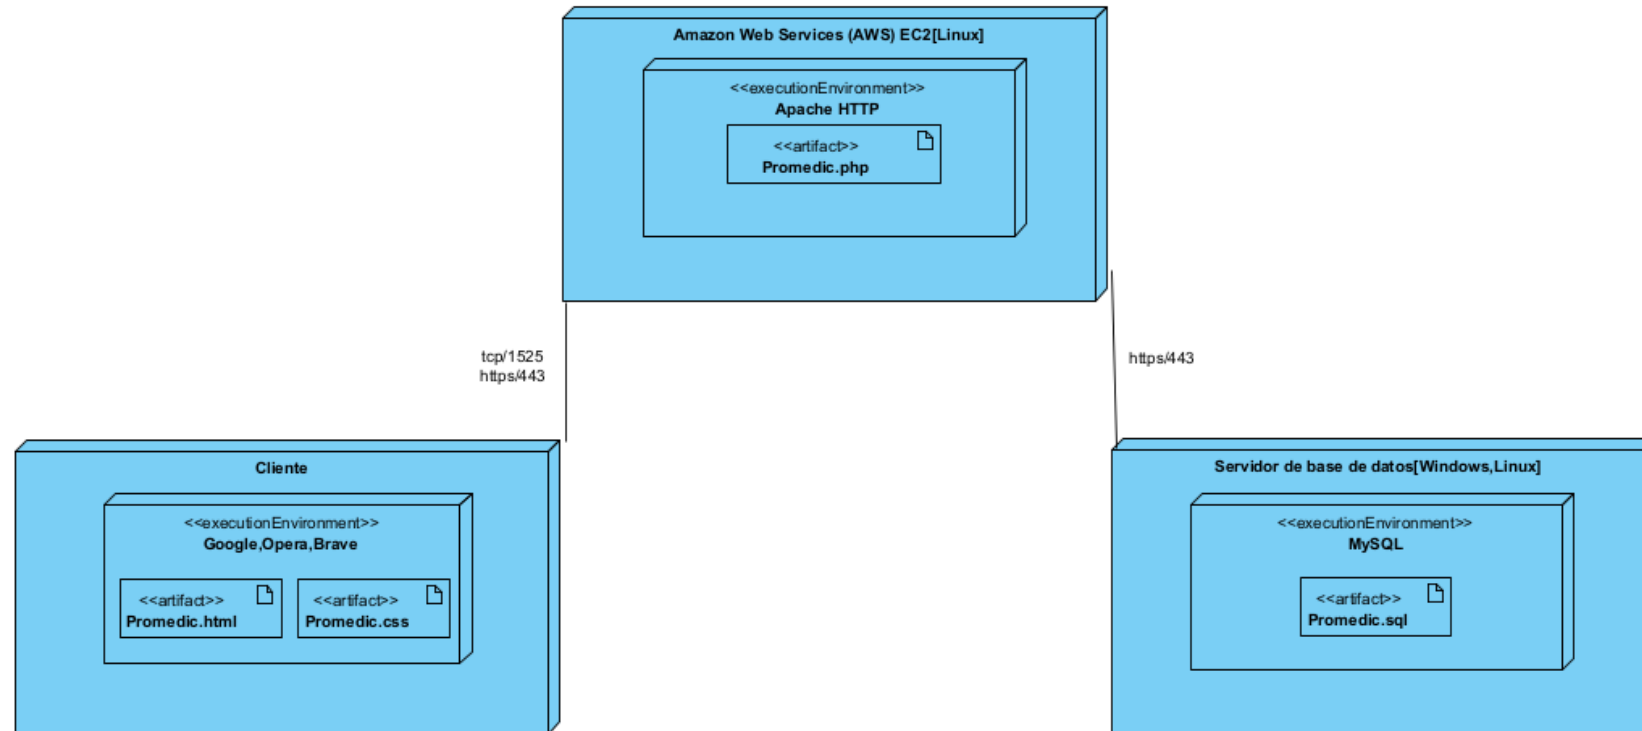 Amazon Web Services (AWS) EC2[Linux]
<<executionEnvironment>>
Apache HTTP
<<artifact>>
Promedic.php
tcp/1525
https/443
https/443
Cliente
<<executionEnvironment>>
Google,Opera,Brave
<<artifact>>
Promedic.html
<<artifact>>
Promedic.css
Servidor de base de datos[Windows,Linux]
<<executionEnvironment>>
MySQL
<<artifact>>
Promedic.sql